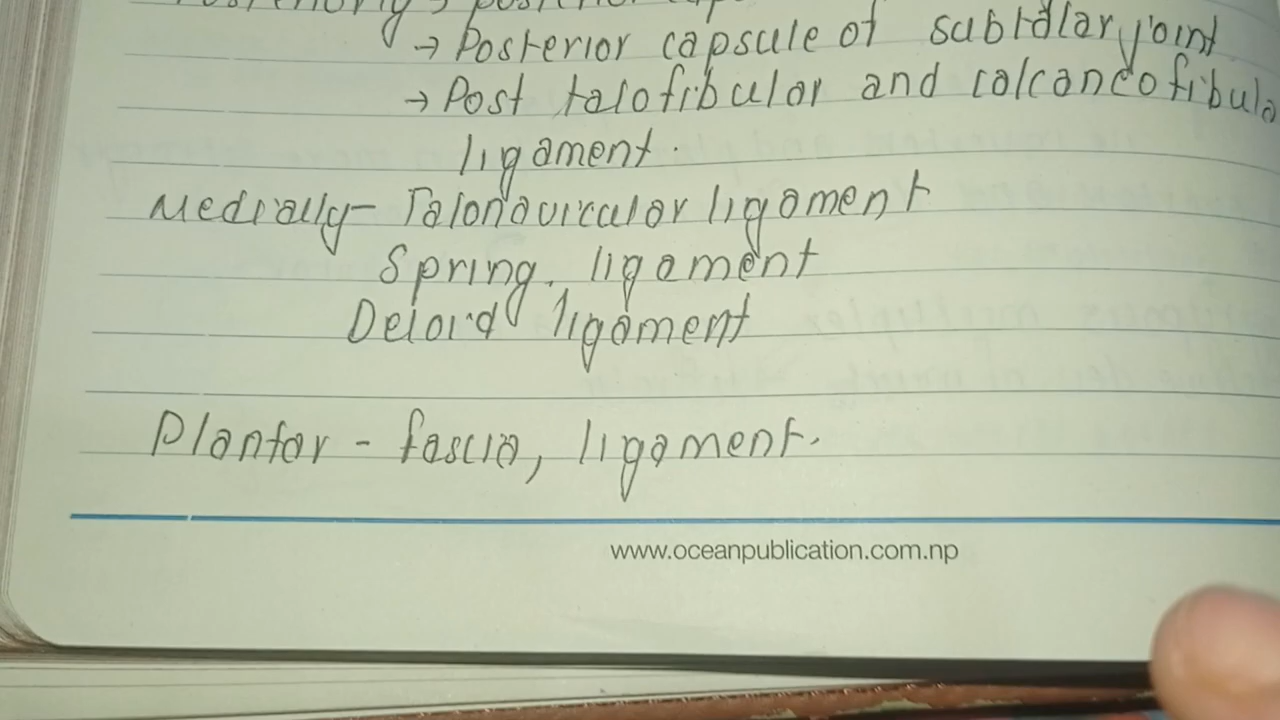 → Posterior capsule of subtalar joint
→ Post talofibular and calcaneofibula
ligament.
Medially- Talonavicular ligament
Spring. ligament
Deloid ligament
Plantar - fascia, ligament.
www.oceanpublication.com.np